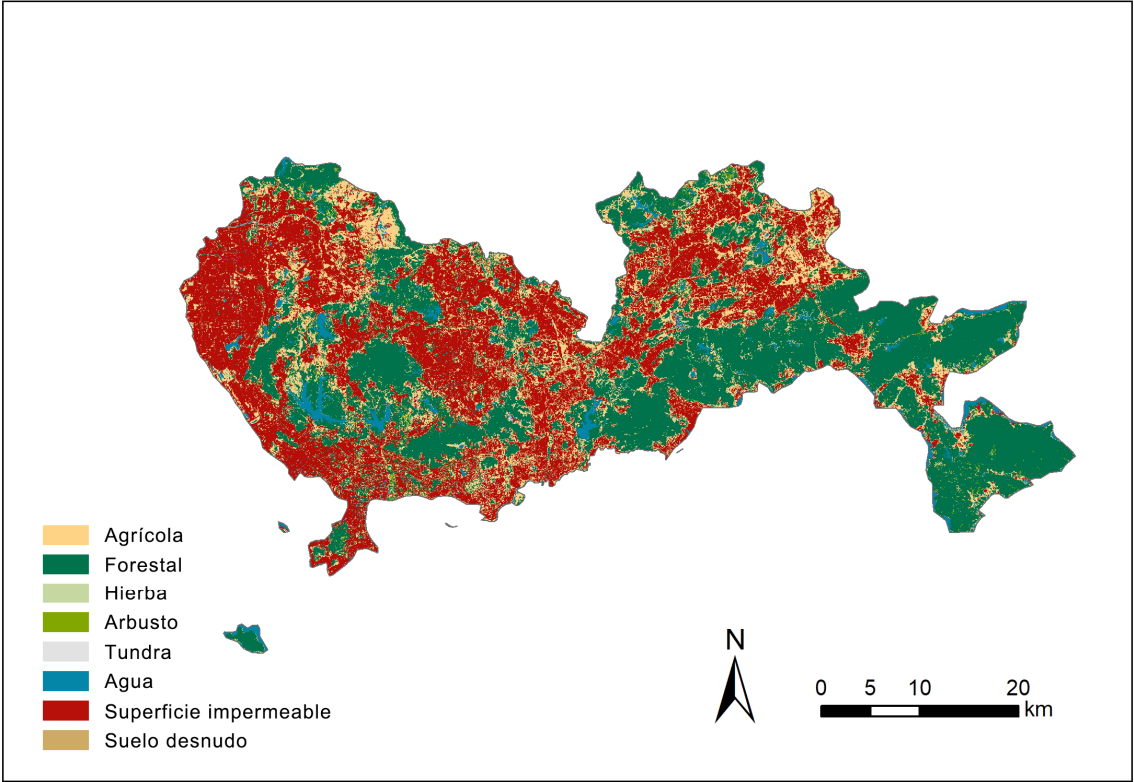 Agrícola
Forestal
Hierba
Arbusto
Tundra
Agua
Superficie impermeable
Suelo desnudo
N
0 5 10 20
km